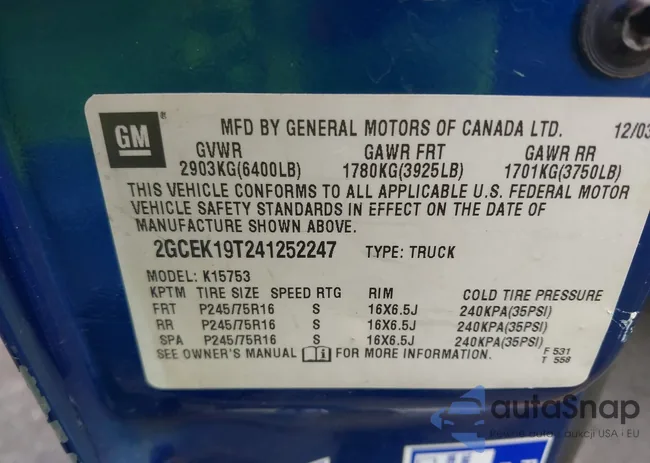 GM ®
MFD BY GENERAL MOTORS OF CANADA LTD. 12/03
GVWR GAWR FRT GAWR RR
2903KG(6400LB) 1780KG(3925LB) 1701KG(3750LB)
THIS VEHICLE CONFORMS TO ALL APPLICABLE U.S. FEDERAL MOTOR
VEHICLE SAFETY STANDARDS IN EFFECT ON THE DATE OF
MANUFACTURE SHOWN ABOVE.
2GCEK19T241252247 TYPE: TRUCK
MODEL: K15753
KPTM TIRE SIZE SPEED RTG RIM COLD TIRE PRESSURE
FRT P245/75R16 S 16X6.5J 240KPA(35PSI)
RR P245/75R16 S 16X6.5J 240KPA(35PSI)
SPA P245/75R16 S 16X6.5J 240KPA(35PSI)
SEE OWNER'S MANUAL FOR MORE INFORMATION.
F 531
T 558
autoSnap
aukcji USA i EU